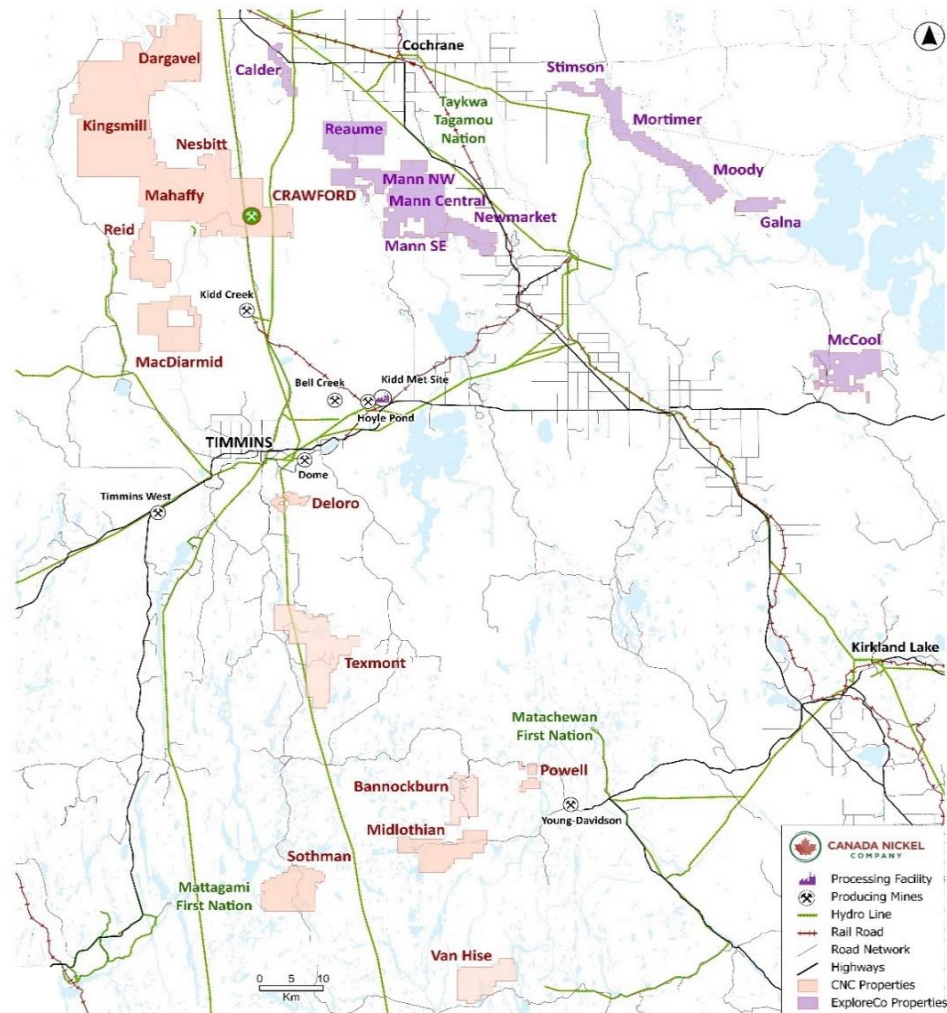 Dargavel
Cochrane
Calder
Stimson
Kingsmill
Taykwa
Tagamou
Nation
Mortimer
Reaume
Nesbitt
Mann NW
Moody
Mahaffy
CRAWFORD
Mann Central
Newmarket
Galna
Reid
Mann SE
Kidd Creek
MacDiarmid
McCool
Bell Creek
Kidd Met Site
Hoyle Pond
TIMMINS
Dome
Timmins West
Deloro
Texmont
Kirkland Lake
Matachewan
First Nation
Powell
Bannockburn
Young-Davidson
Midlothian
Sothman
Mattagami
First Nation
Van Hise
0 5 10
Km
CANADA NICKEL
COMPANY
Processing Facility
Producing Mines
Hydro Line
Rail Road
Road Network
Highways
CNC Properties
ExploreCo Properties